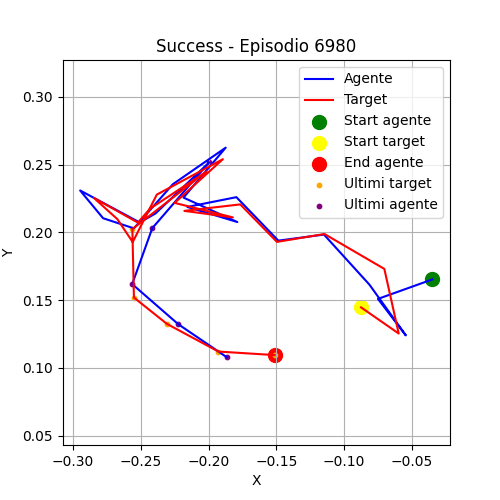 Success - Episodio 6980
Agente
Target
Start agente
Start target
End agente
Ultimi target
Ultimi agente
Y
0.30
0.25
0.20
0.15
0.10
0.05
−0.30
−0.25
−0.20
−0.15
−0.10
−0.05
X